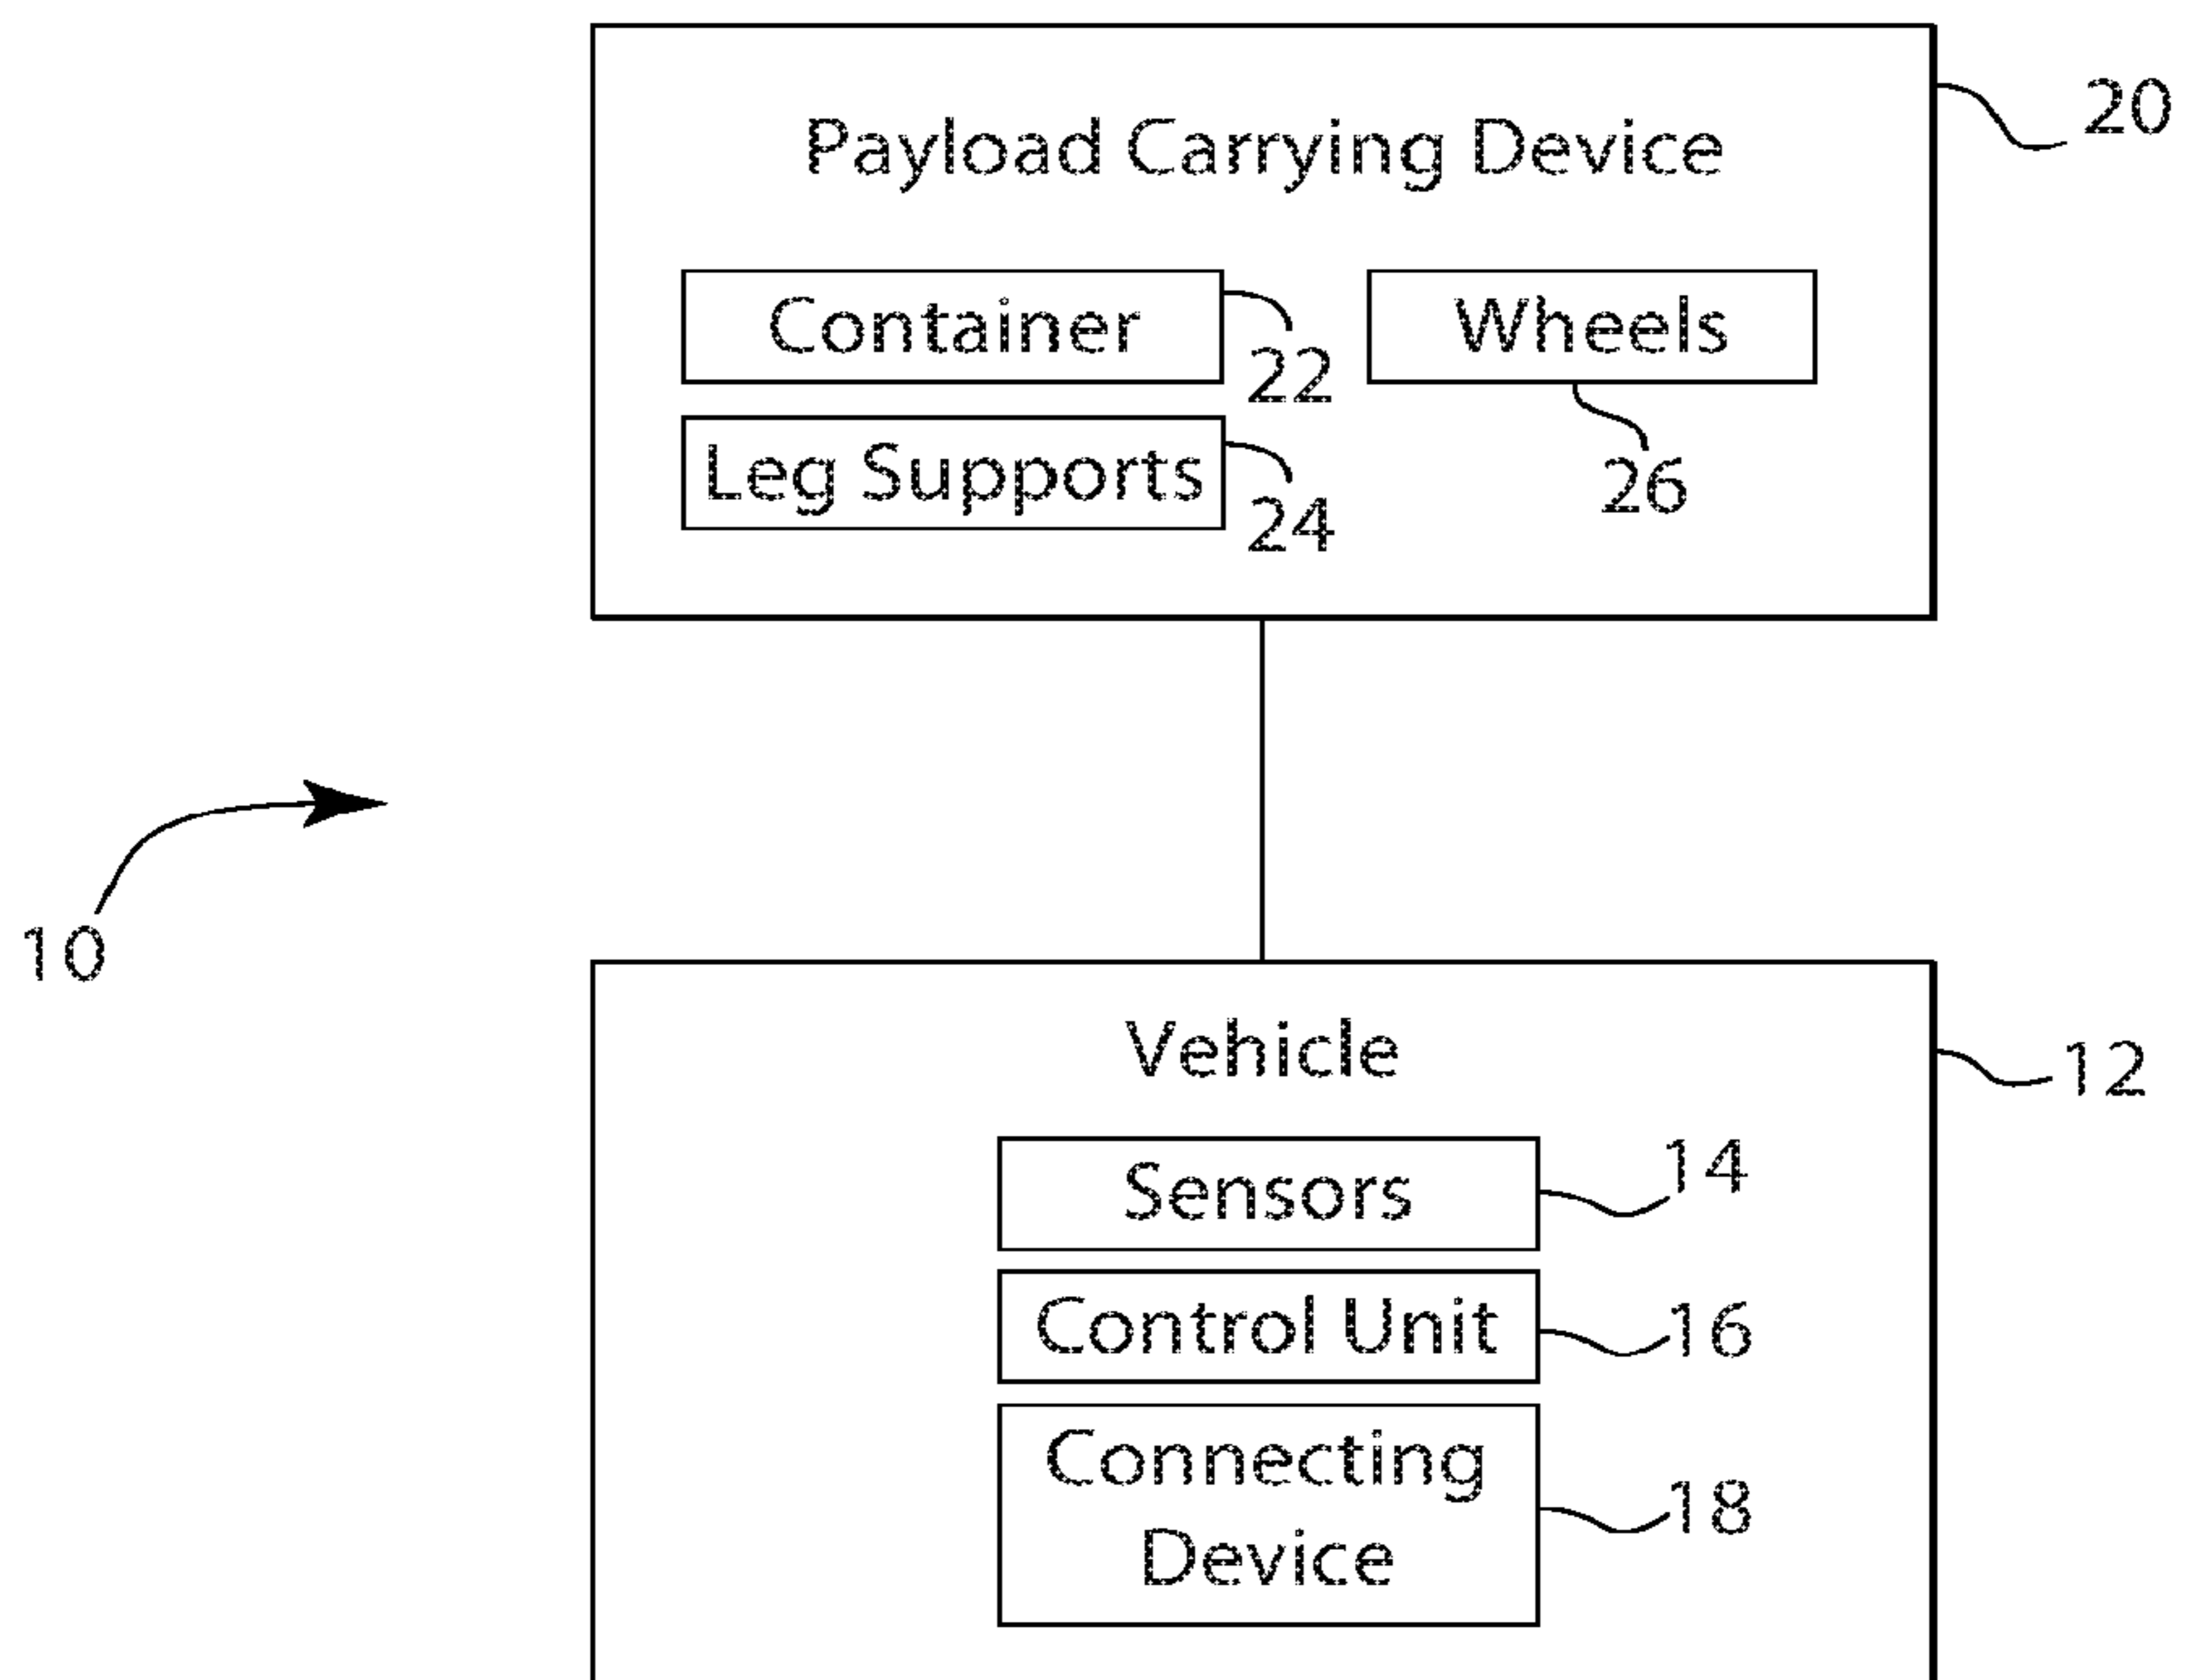 Payload Carrying Device
20
Container
22
Wheels
26
Leg Supports
24
10
Vehicle
12
Sensors
14
Control Unit
16
Connecting
Device
18